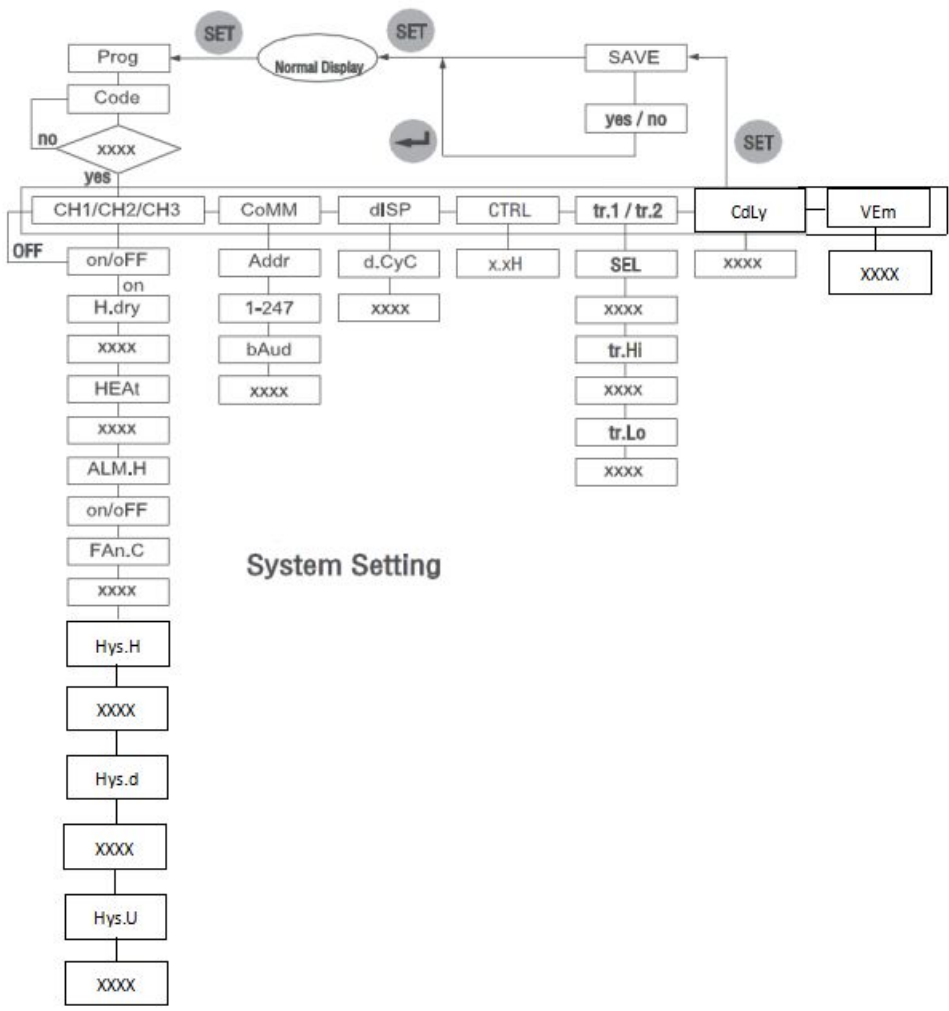 SET
SET
Prog
Normal Display
SAVE
Code
yes / no
no
xxxx
SET
yes
CH1/CH2/CH3
CoMM
dISP
CTRL
tr.1 / tr.2
CdLy
VEm
OFF
on/oFF
Addr
d.CyC
x.xH
SEL
xxxx
XXXX
on
H.dry
1-247
xxxx
xxxx
xxxx
bAud
tr.Hi
HEAt
xxxx
xxxx
xxxx
tr.Lo
ALM.H
xxxx
on/oFF
FAn.C
System Setting
xxxx
Hys.H
XXXX
Hys.d
XXXX
Hys.U
XXXX